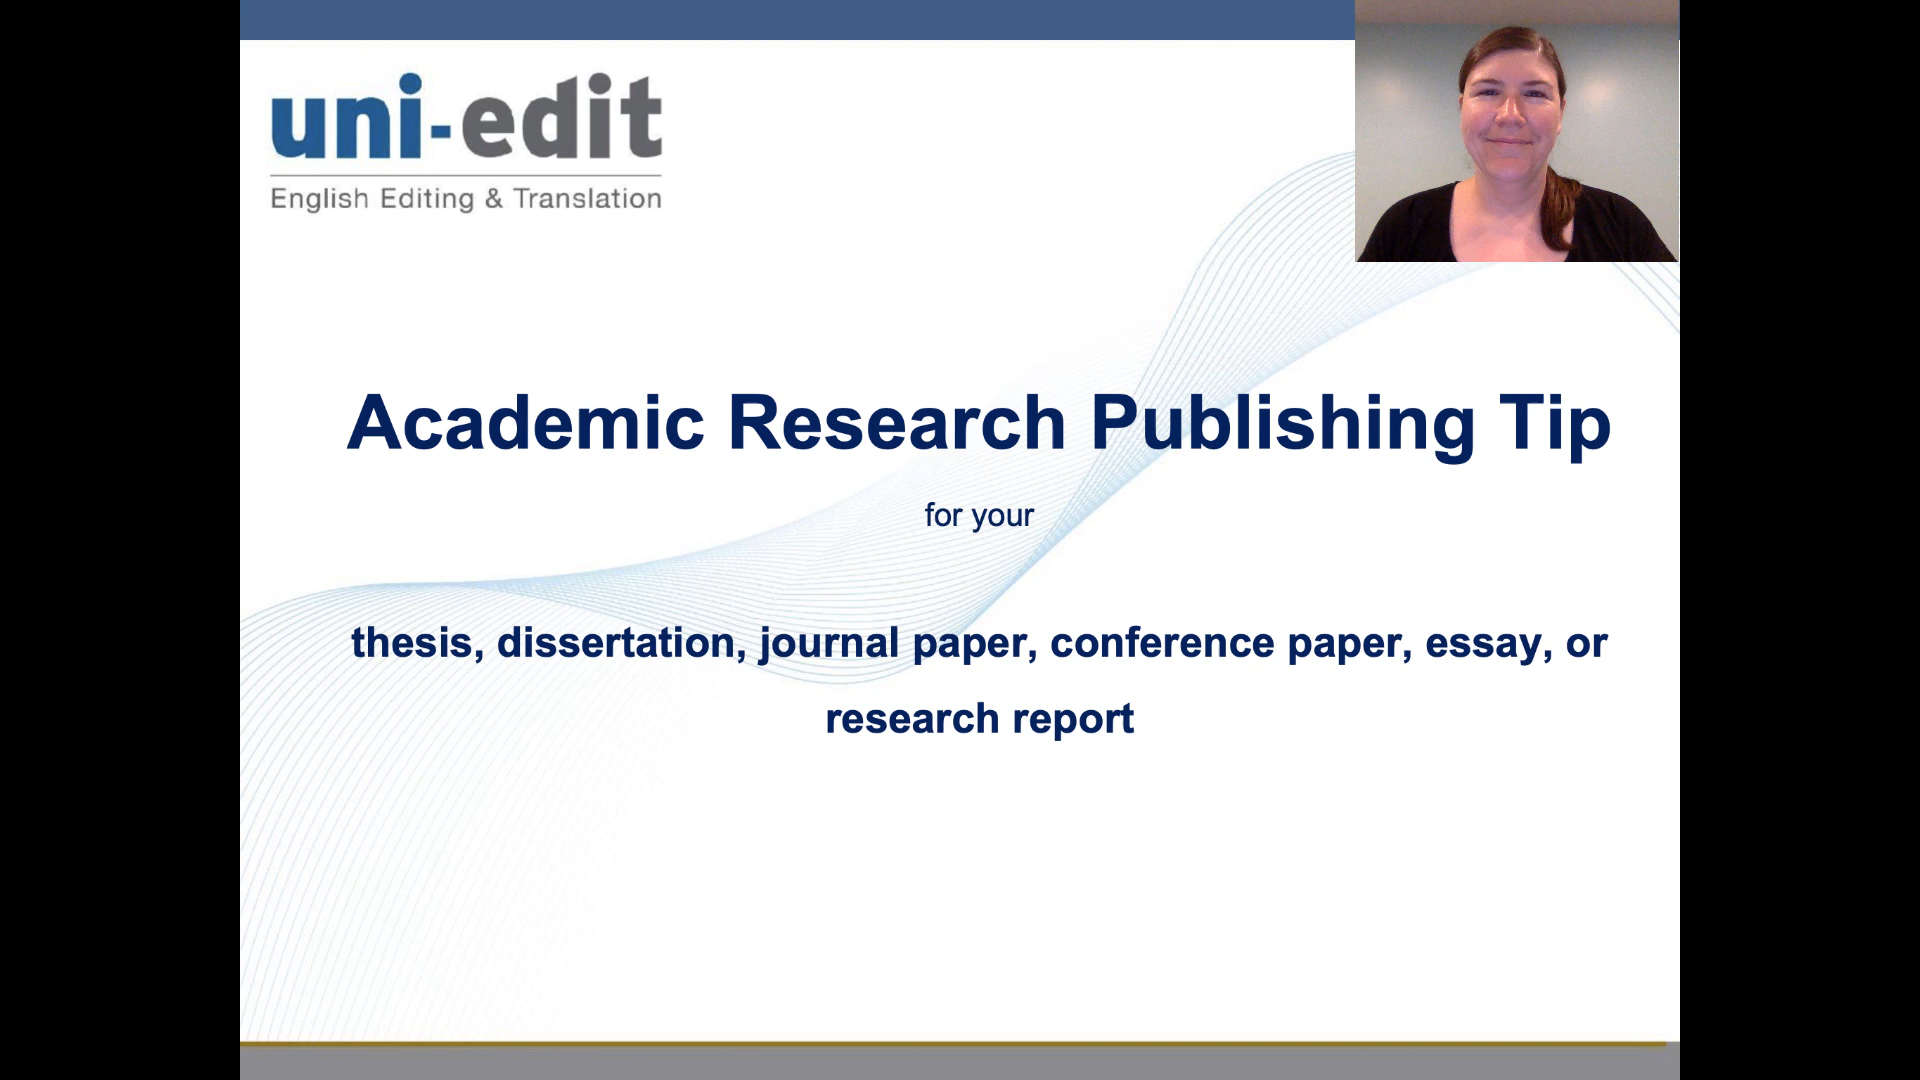 uni-edit
English Editing & Translation
Academic Research Publishing Tip
for your
thesis, dissertation, journal paper, conference paper, essay, or
research report